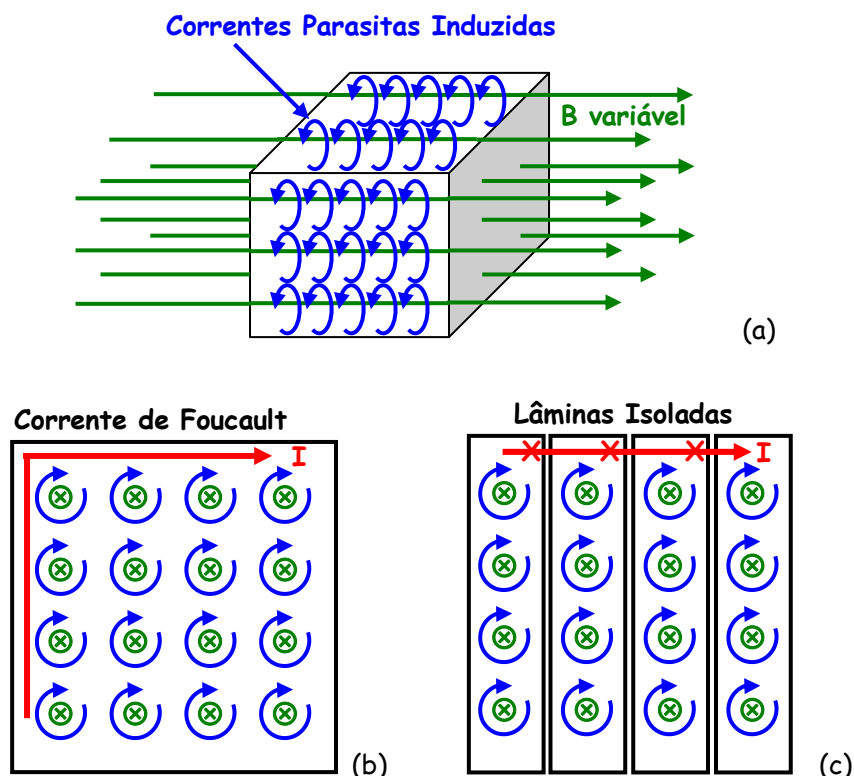 Correntes Parasitas Induzidas
B variável
(a)
Corrente de Foucault
I
(b)
Lâminas Isoladas
I
(c)